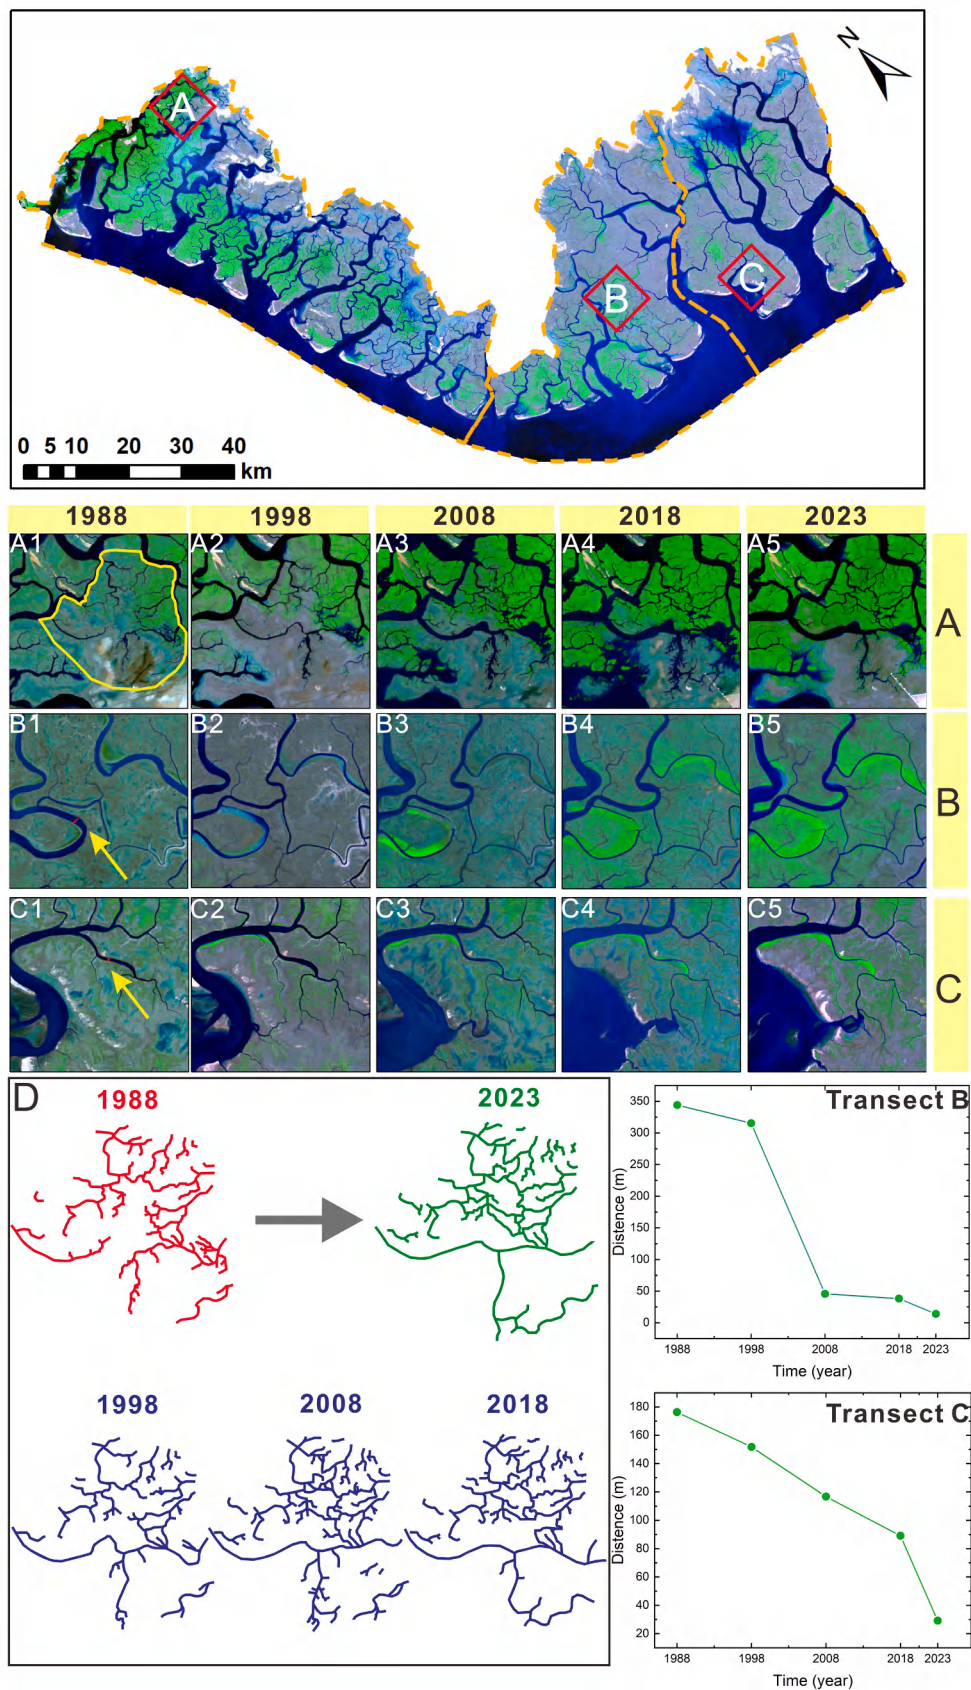 N
A
B
C
0 5 10 20 30 40
km
1988 1998 2008 2018 2023
A1 A2 A3 A4 A5
A
B1 B2 B3 B4 B5
B
C1 C2 C3 C4 C5
C
D
1988 2023
1998 2008 2018
Transect B
350
300
250
200
150
100
50
0
Distence (m)
1988 1998 2008 2018 2023
Time (year)
Transect C
180
160
140
120
100
80
60
40
20
Distence (m)
1988 1998 2008 2018 2023
Time (year)